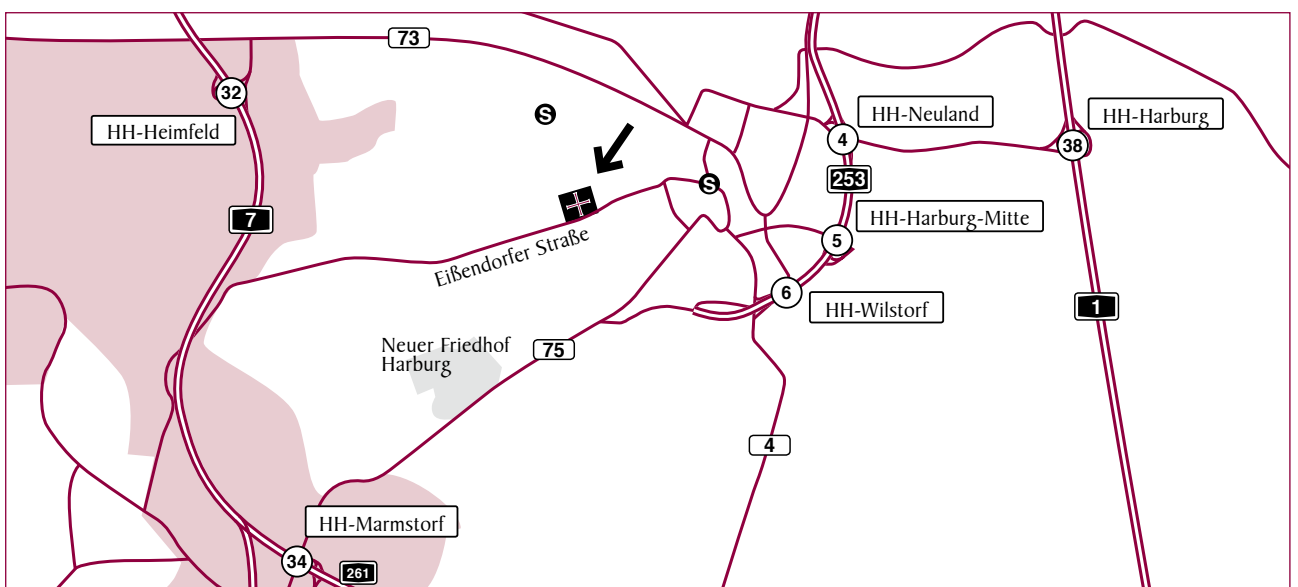 73
32
HH-Heimfeld
S
HH-Neuland
HH-Harburg
4
38
253
S
7
HH-Harburg-Mitte
5
Eißendorfer Straße
6
HH-Wilstorf
1
Neuer Friedhof
Harburg
75
4
HH-Marmstorf
34
261